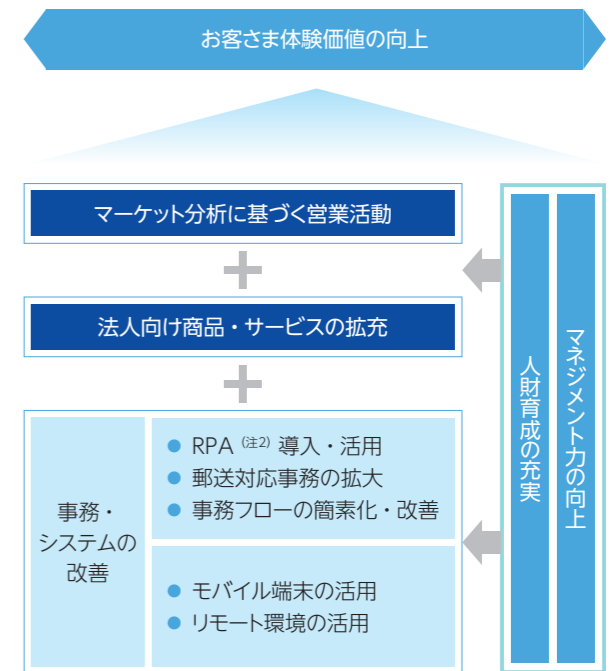 お客さま体験価値の向上
マーケット分析に基づく営業活動
法人向け商品・サービスの拡充
事務・
システムの
改善
● RPA (注2) 導入・活用
● 郵送対応事務の拡大
● 事務フローの簡素化・改善
● モバイル端末の活用
● リモート環境の活用
マネジメント力の向上
人財育成の充実